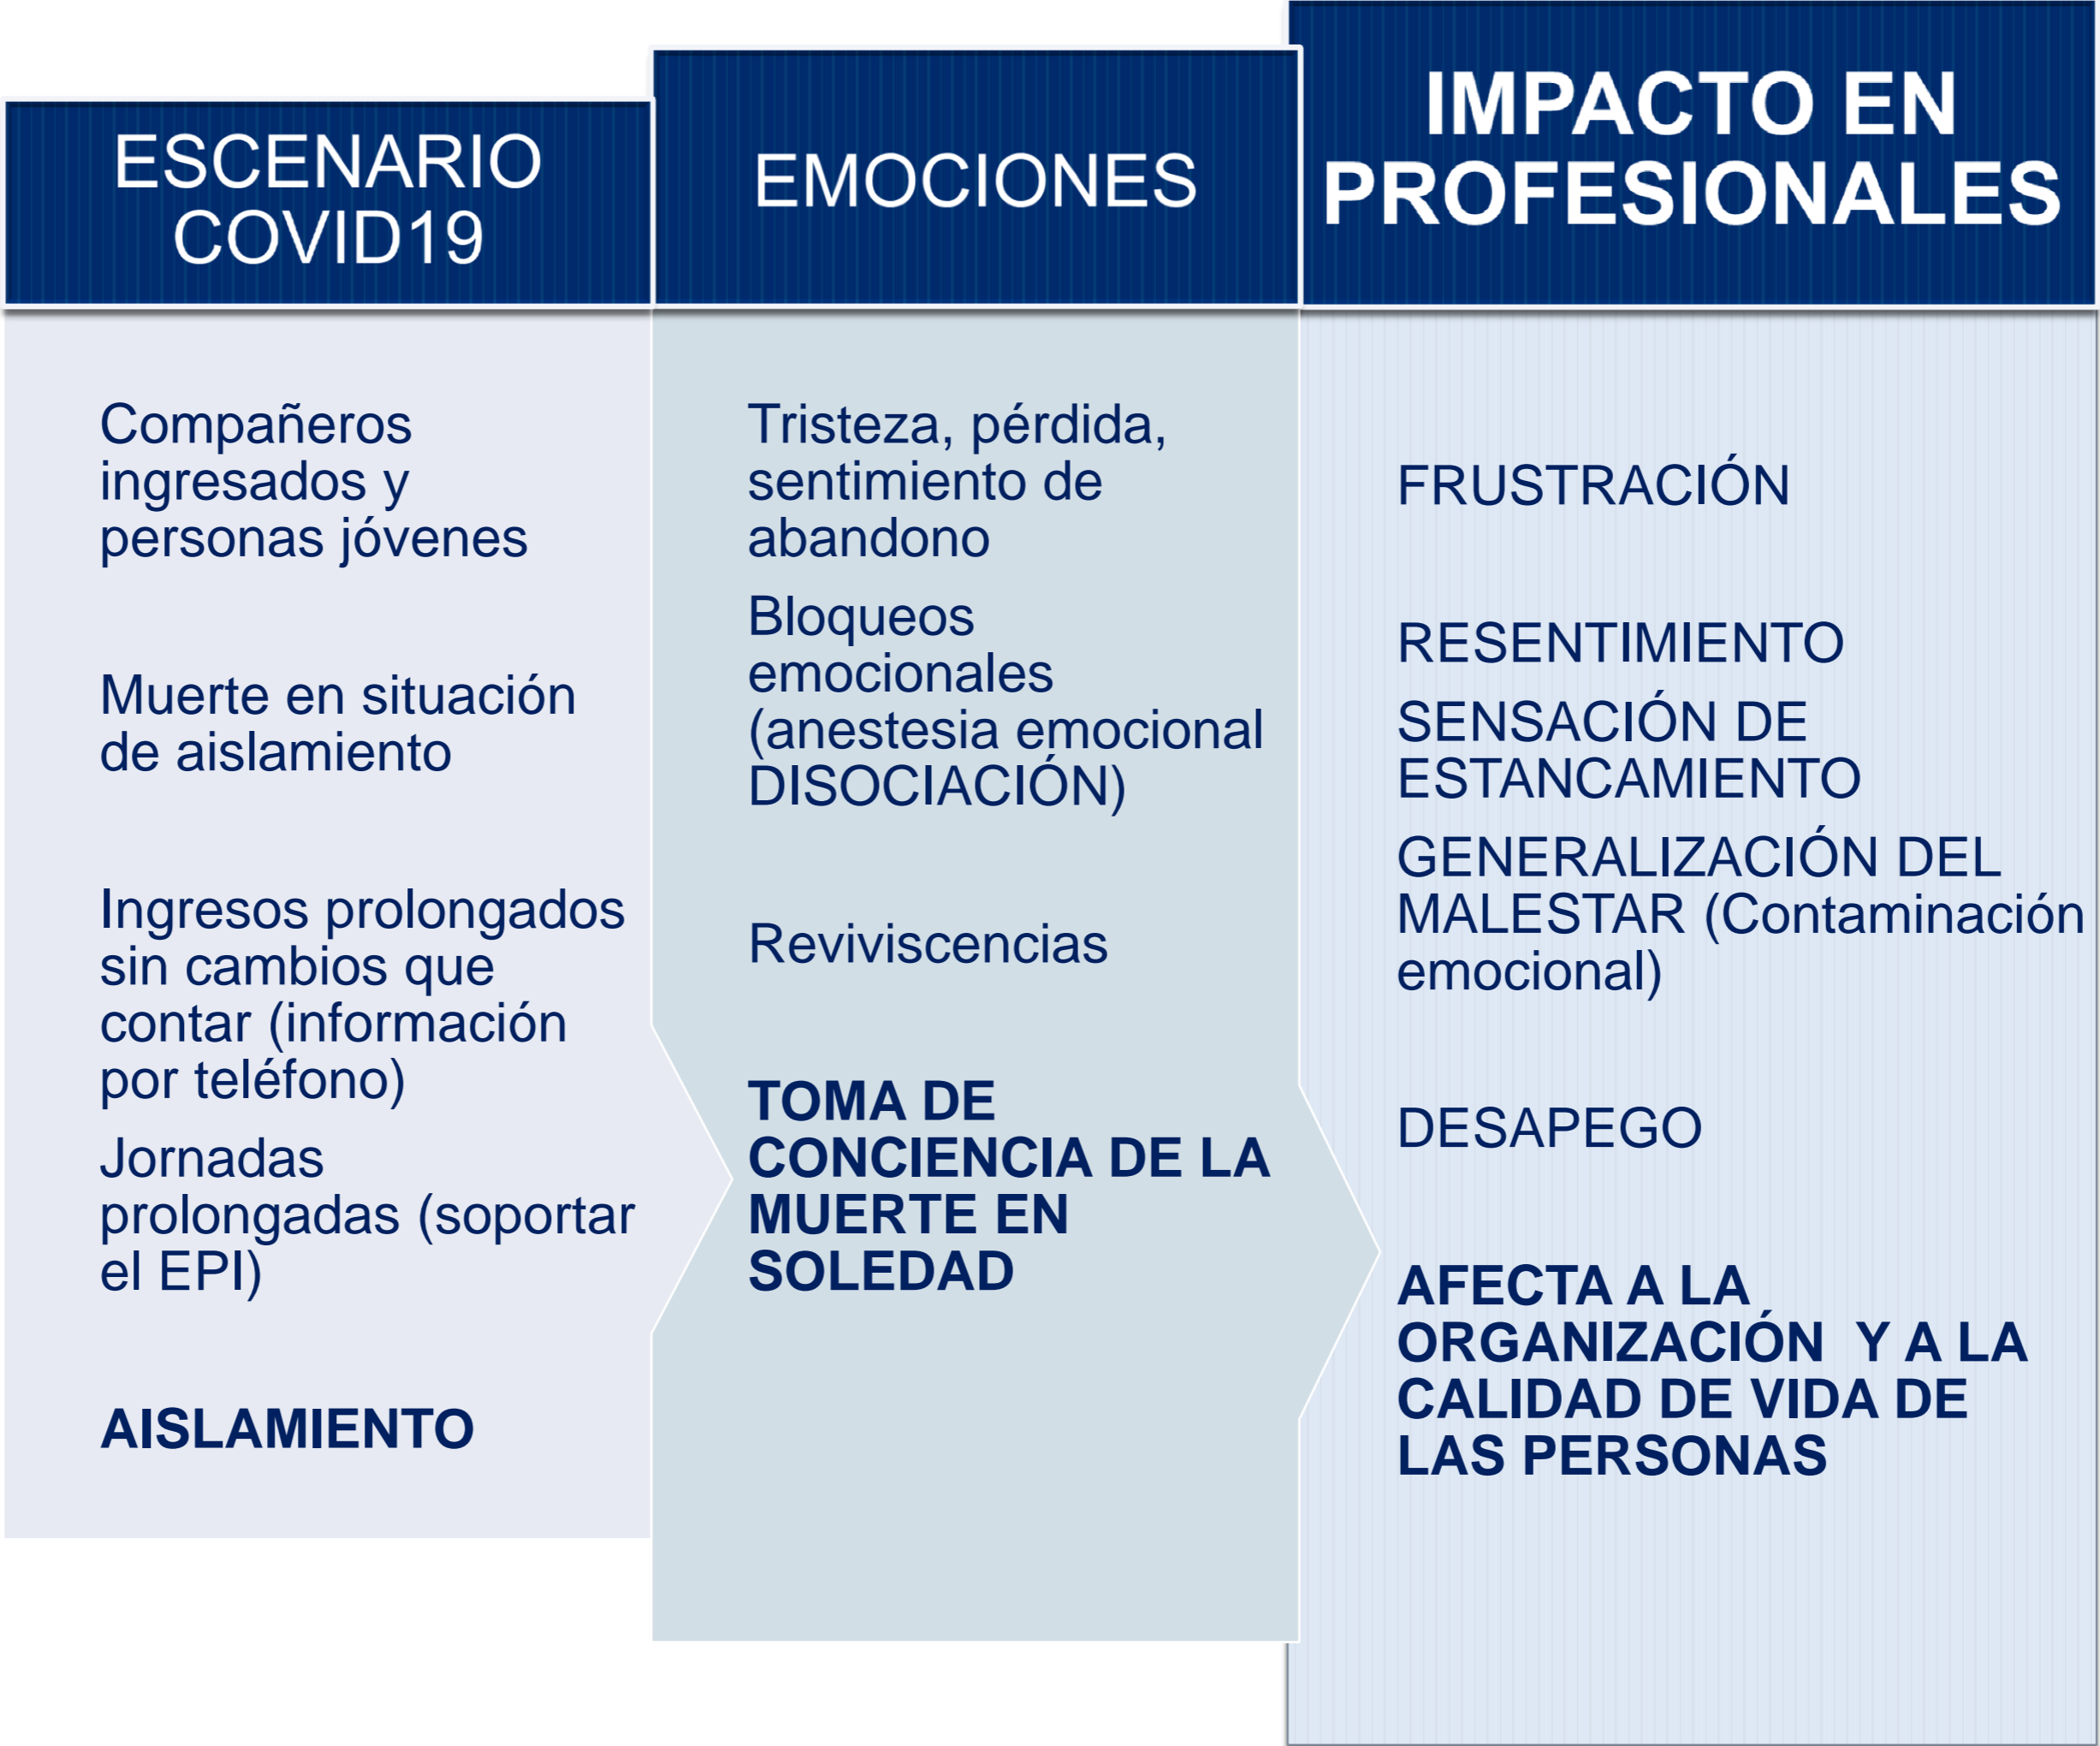 ESCENARIO
COVID19
Compañeros
ingresados y
personas jóvenes
Muerte en situación
de aislamiento
Ingresos prolongados
sin cambios que
contar (información
por teléfono)
Jornadas
prolongadas (soportar
el EPI)
AISLAMIENTO
EMOCIONES
Tristeza, pérdida,
sentimiento de
abandono
Bloqueos
emocionales
(anestesia emocional
DISOCIACIÓN)
Reviviscencias
TOMA DE
CONCIENCIA DE LA
MUERTE EN
SOLEDAD
IMPACTO EN
PROFESIONALES
FRUSTRACIÓN
RESENTIMIENTO
SENSACIÓN DE
ESTANCAMIENTO
GENERALIZACIÓN DEL
MALESTAR (Contaminación
emocional)
DESAPEGO
AFECTA A LA
ORGANIZACIÓN  Y A LA
CALIDAD DE VIDA DE
LAS PERSONAS